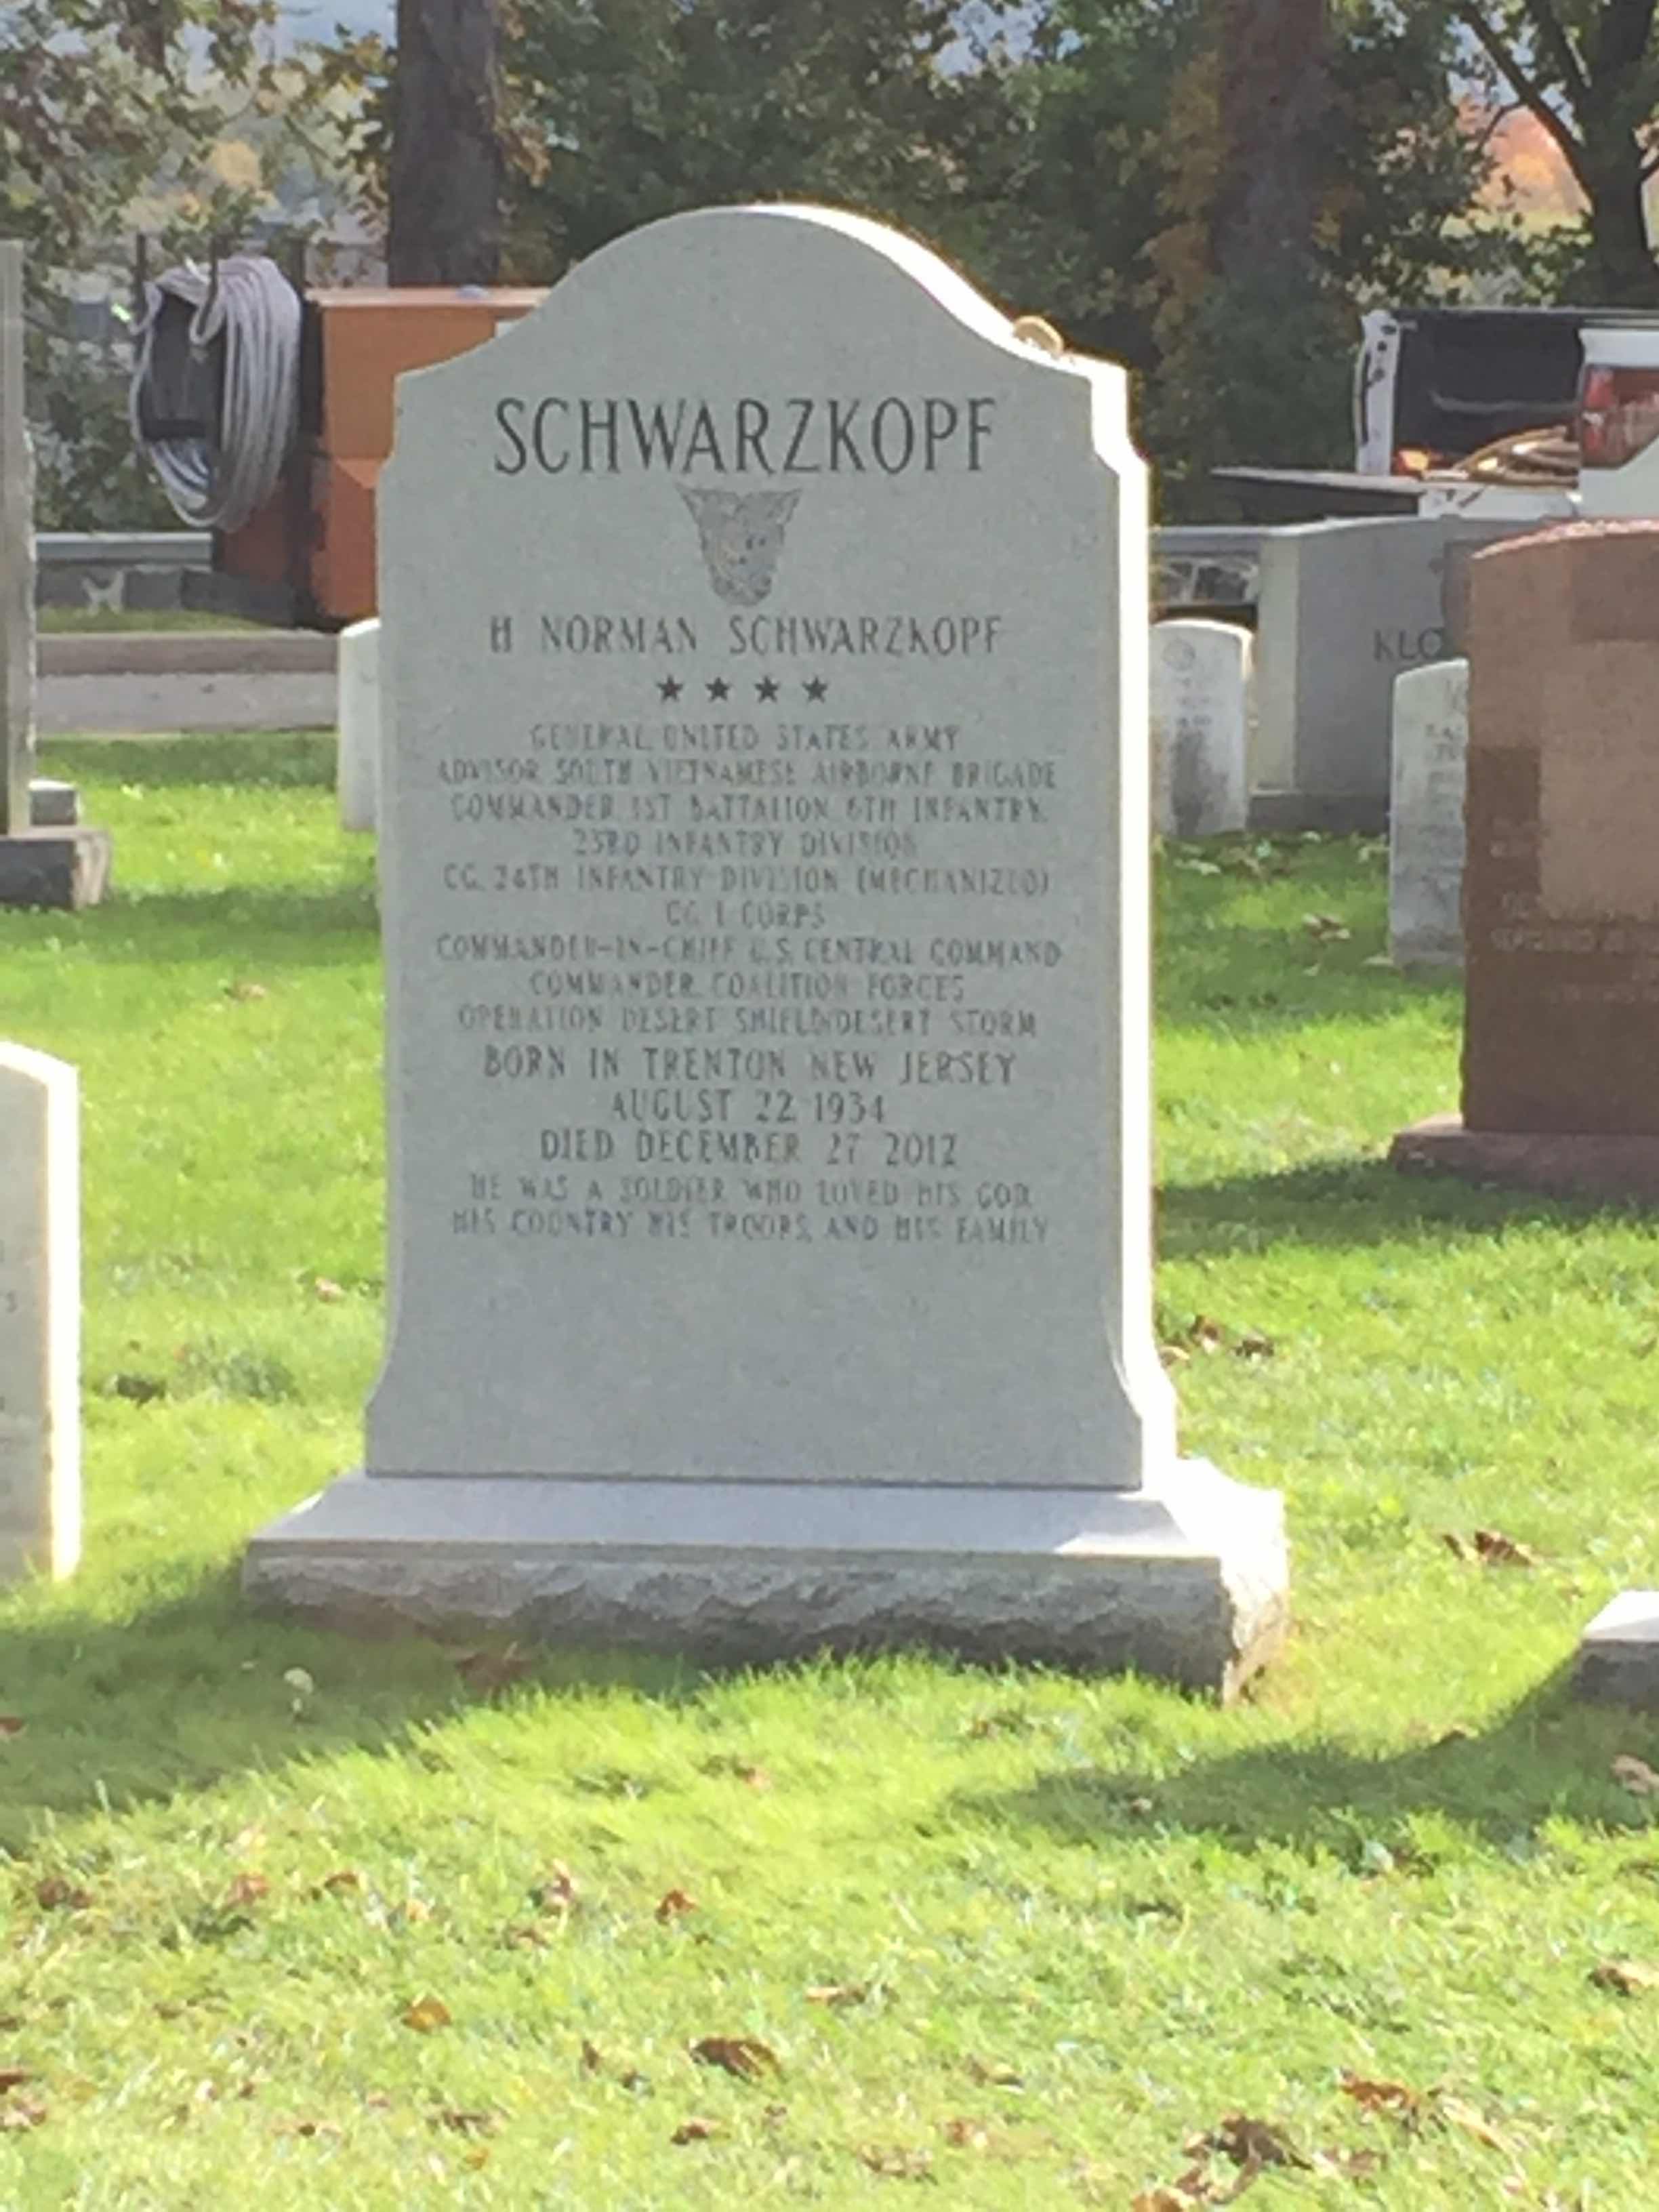 SCHWARZKOPF
H NORMAN SCHWARZKOPF
★ ★ ★ ★
GENERAL UNITED STATES ARMY
ADVISOR SOUTH VIETNAMESE AIRBORNE BRIGADE
COMMANDER 1ST BATTALION 6TH INFANTRY,
23RD INFANTRY DIVISION
CG, 24TH INFANTRY DIVISION (MECHANIZED)
CG I CORPS
COMMANDER-IN-CHIEF U.S. CENTRAL COMMAND
COMMANDER, COALITION FORCES
OPERATION DESERT SHIELD/DESERT STORM
BORN IN TRENTON NEW JERSEY
AUGUST 22 1934
DIED DECEMBER 27 2012
HE WAS A SOLDIER WHO LOVED HIS GOD,
HIS COUNTRY HIS TROOPS, AND HIS FAMILY
KLO